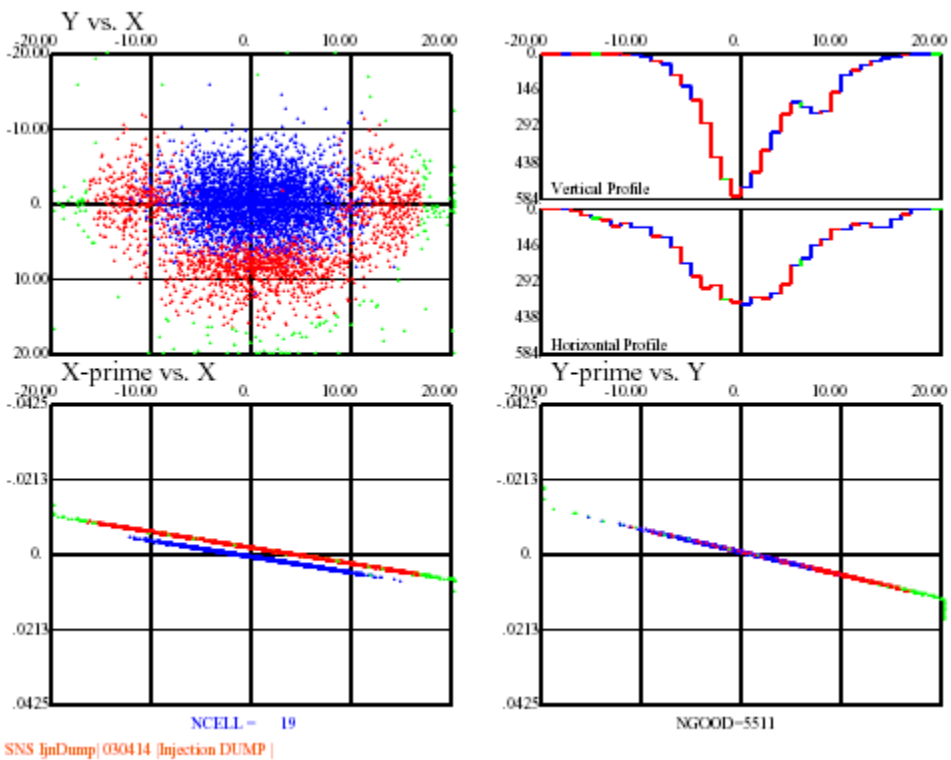 Y vs. X
-20.00 -10.00 0. 10.00 20.00
-20.00
-10.00
0.
10.00
20.00
-20.00 -10.00 0. 10.00 20.00
0.
146
292
438
584
Vertical Profile
0.
146
292
438
584
Horizontal Profile
X-prime vs. X
-20.00 -10.00 0. 10.00 20.00
-.0425
-.0213
0.
.0213
.0425
NCELL = 19
Y-prime vs. Y
-20.00 -10.00 0. 10.00 20.00
-.0425
-.0213
0.
.0213
.0425
NGOOD=5511
SNS IjnDump| 030414 |Injection DUMP |